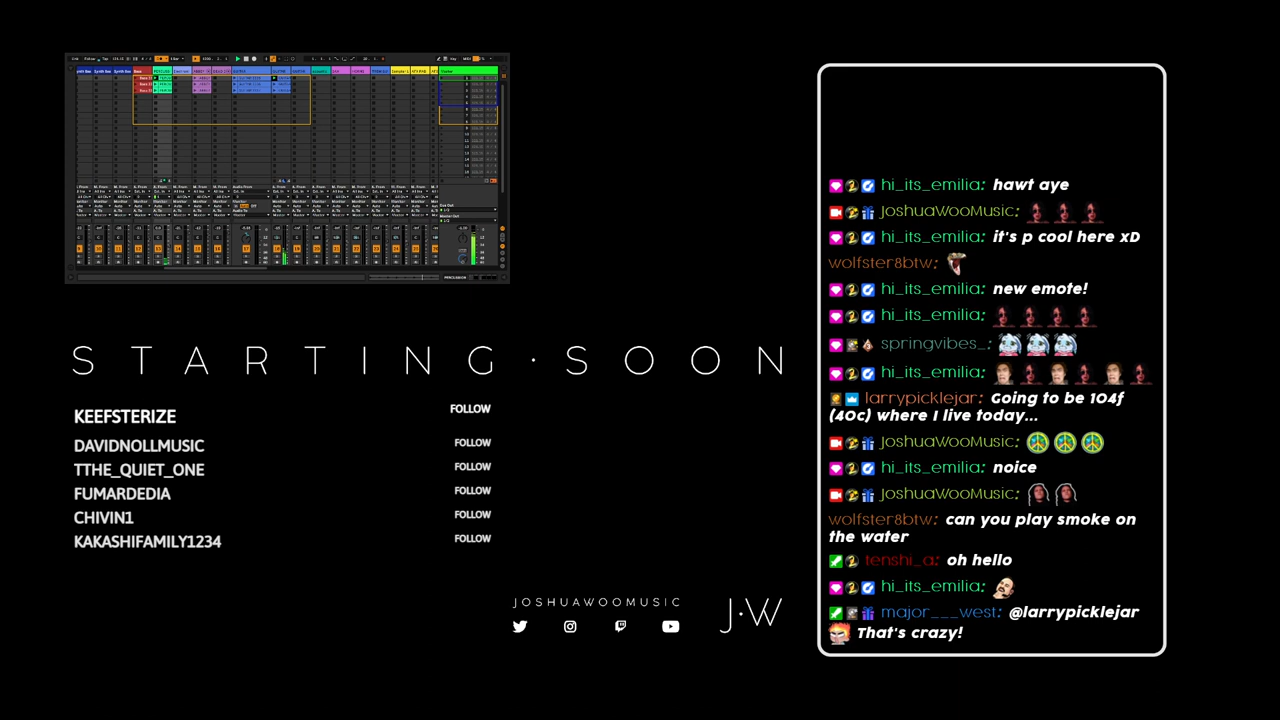 STARTING·SOON
KEEFSTERIZE FOLLOW
DAVIDNOLLMUSIC FOLLOW
TTHE_QUIET_ONE FOLLOW
FUMARDEDIA FOLLOW
CHIVIN1 FOLLOW
KAKASHIFAMILY1234 FOLLOW
JOSHUAWOOMUSIC
J·W
hi_its_emilia: hawt aye
JoshuaWooMusic:
hi_its_emilia: it's p cool here xD
wolfster8btw:
hi_its_emilia: new emote!
hi_its_emilia:
springvibes_:
hi_its_emilia:
larrypicklejar: Going to be 104f
(40c) where I live today...
JoshuaWooMusic:
hi_its_emilia: noice
JoshuaWooMusic:
wolfster8btw: can you play smoke on
the water
tenshi_a: oh hello
hi_its_emilia:
major___west: @larrypicklejar
That's crazy!